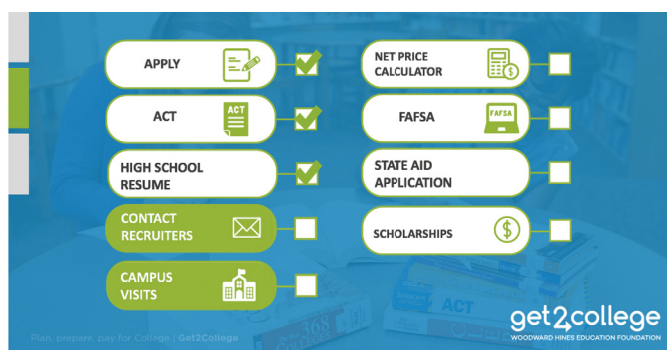 APPLY
ACT
ACT
HIGH SCHOOL
RESUME
CONTACT
RECRUITERS
CAMPUS
VISITS
NET PRICE
CALCULATOR
FAFSA
FAFSA
STATE AID
APPLICATION
SCHOLARSHIPS
$
$
368
ACT
get2college
WOODWARD HINES EDUCATION FOUNDATION
Plan, prepare, pay for College | Get2College